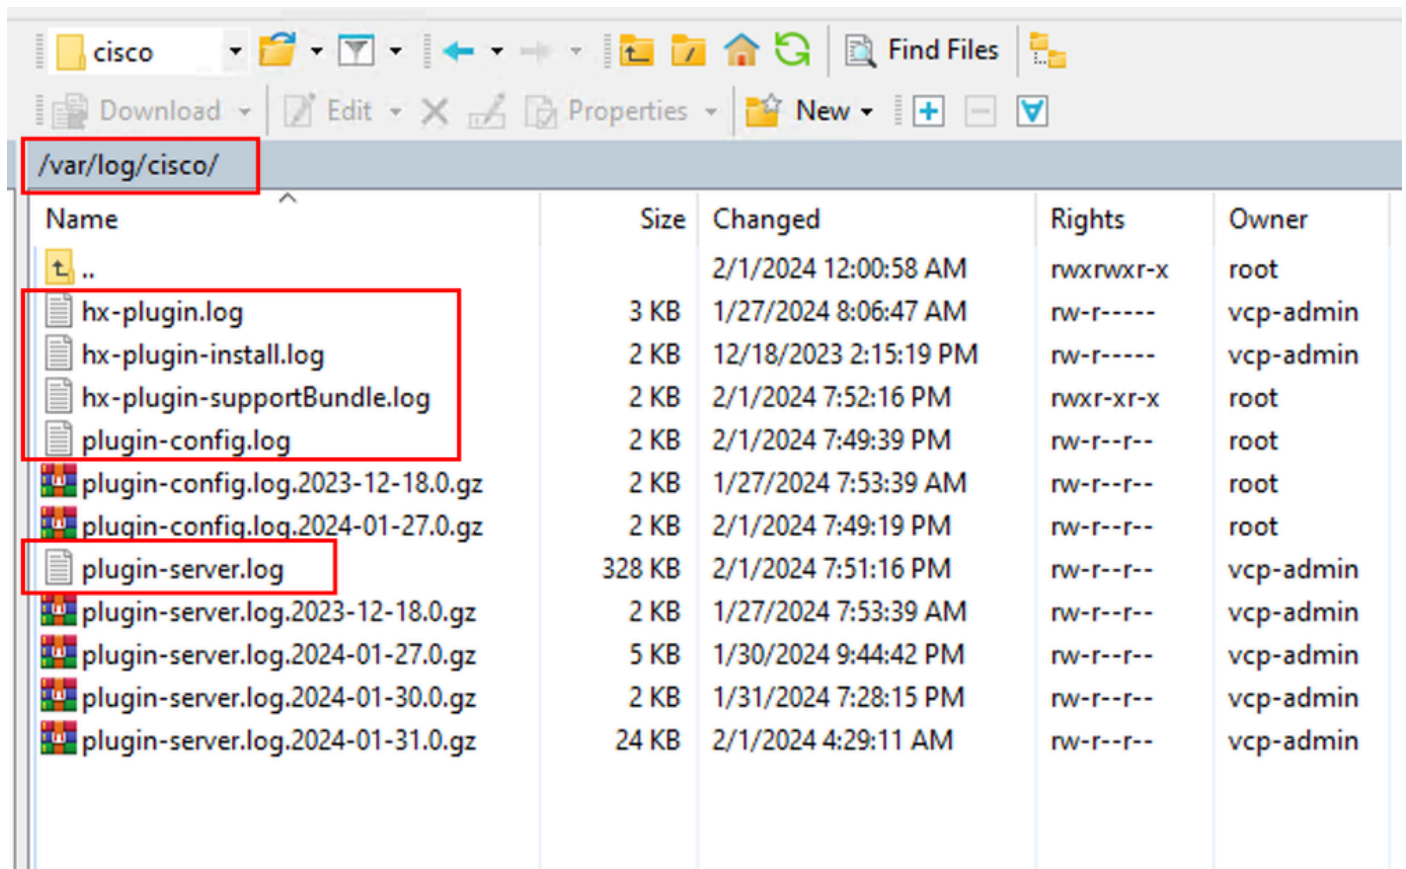 cisco Find Files
Download Edit Properties New
/var/log/cisco/
Name Size Changed Rights Owner
.. 2/1/2024 12:00:58 AM rwxrwxr-x root
hx-plugin.log 3 KB 1/27/2024 8:06:47 AM rw-r----- vcp-admin
hx-plugin-install.log 2 KB 12/18/2023 2:15:19 PM rw-r----- vcp-admin
hx-plugin-supportBundle.log 2 KB 2/1/2024 7:52:16 PM rwxr-xr-x root
plugin-config.log 2 KB 2/1/2024 7:49:39 PM rw-r--r-- root
plugin-config.log.2023-12-18.0.gz 2 KB 1/27/2024 7:53:39 AM rw-r--r-- root
plugin-config.log.2024-01-27.0.gz 2 KB 2/1/2024 7:49:19 PM rw-r--r-- root
plugin-server.log 328 KB 2/1/2024 7:51:16 PM rw-r--r-- vcp-admin
plugin-server.log.2023-12-18.0.gz 2 KB 1/27/2024 7:53:39 AM rw-r--r-- vcp-admin
plugin-server.log.2024-01-27.0.gz 5 KB 1/30/2024 9:44:42 PM rw-r--r-- vcp-admin
plugin-server.log.2024-01-30.0.gz 2 KB 1/31/2024 7:28:15 PM rw-r--r-- vcp-admin
plugin-server.log.2024-01-31.0.gz 24 KB 2/1/2024 4:29:11 AM rw-r--r-- vcp-admin